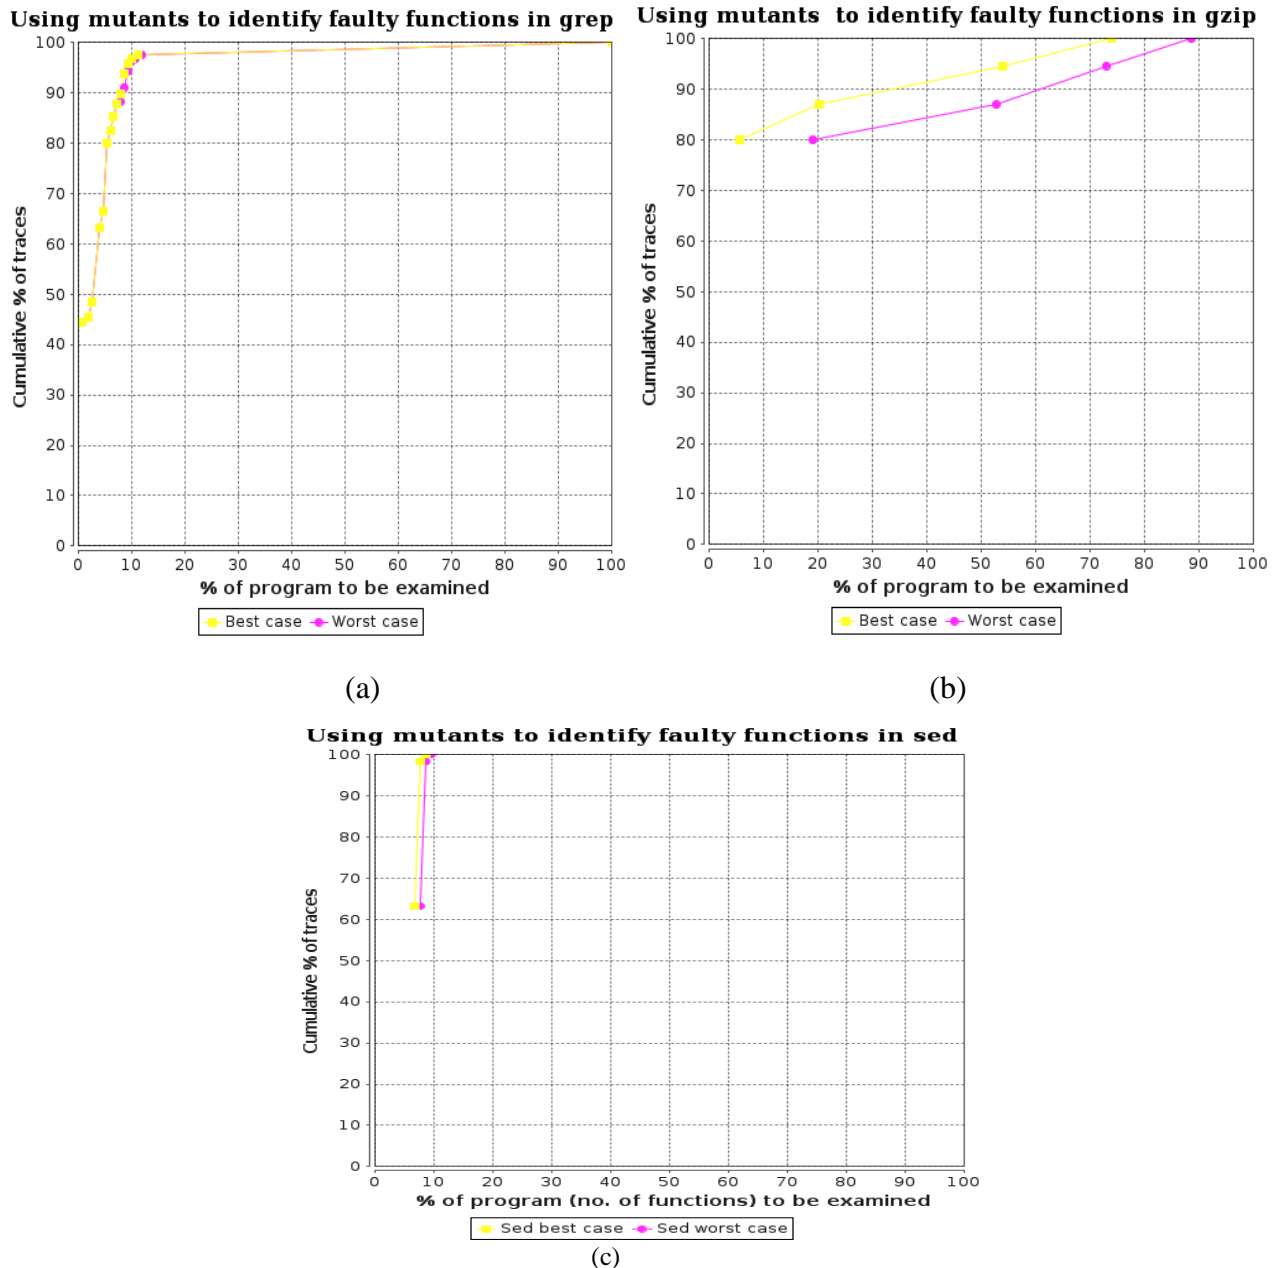 Using mutants to identify faulty functions in grep
100
90
80
70
60
50
40
30
20
10
0
Cumulative % of traces
0 10 20 30 40 50 60 70 80 90 100
% of program to be examined
Best case Worst case
(a)
Using mutants to identify faulty functions in gzip
100
90
80
70
60
50
40
30
20
10
0
Cumulative % of traces
0 10 20 30 40 50 60 70 80 90 100
% of program to be examined
Best case Worst case
(b)
Using mutants to identify faulty functions in sed
100
90
80
70
60
50
40
30
20
10
0
Cumulative % of traces
0 10 20 30 40 50 60 70 80 90 100
% of program (no. of functions) to be examined
Sed best case Sed worst case
(c)